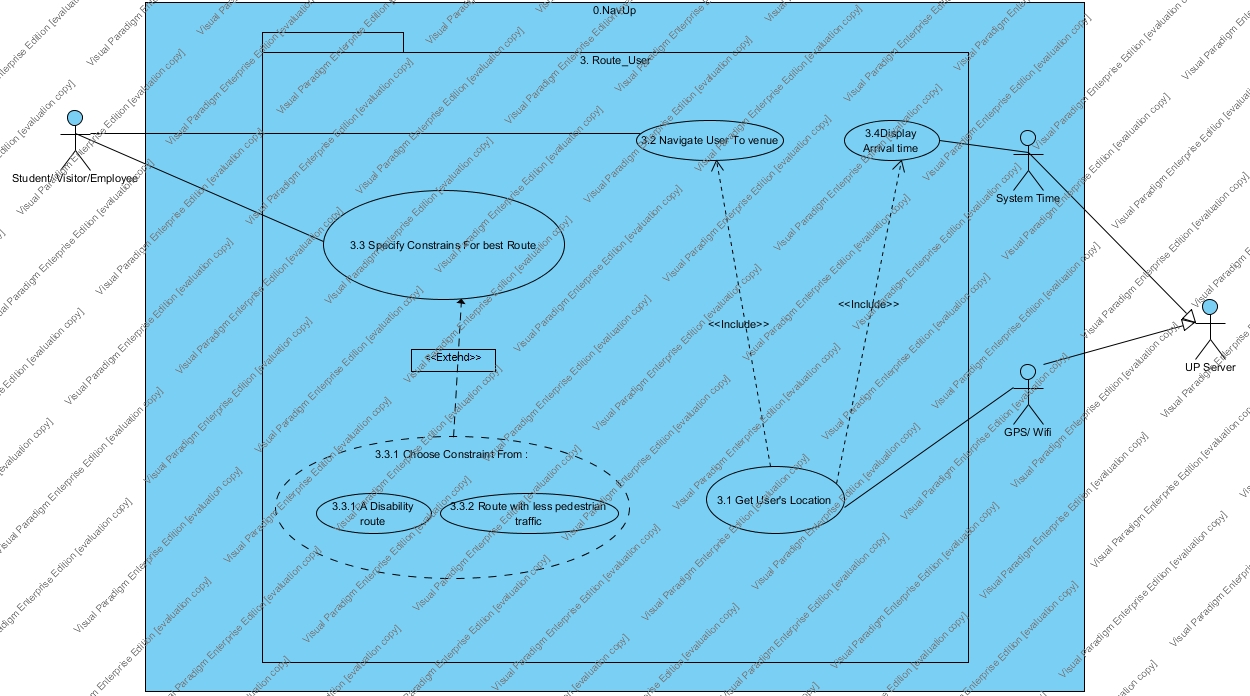 0.NavUp
3. Route_User
3.2 Navigate User To venue
3.4Display
Arrival time
Student/ Visitor/Employee
System Time
3.3 Specify Constrains For best Route
<<Include>>
<<Include>>
<<Extend>>
UP Server
GPS/ Wifi
3.3.1 Choose Constraint From :
3.3.1.A Disability
route
3.3.2 Route with less pedestrian
traffic
3.1 Get User's Location
Visual Paradigm Enterprise Edition [evaluation copy]